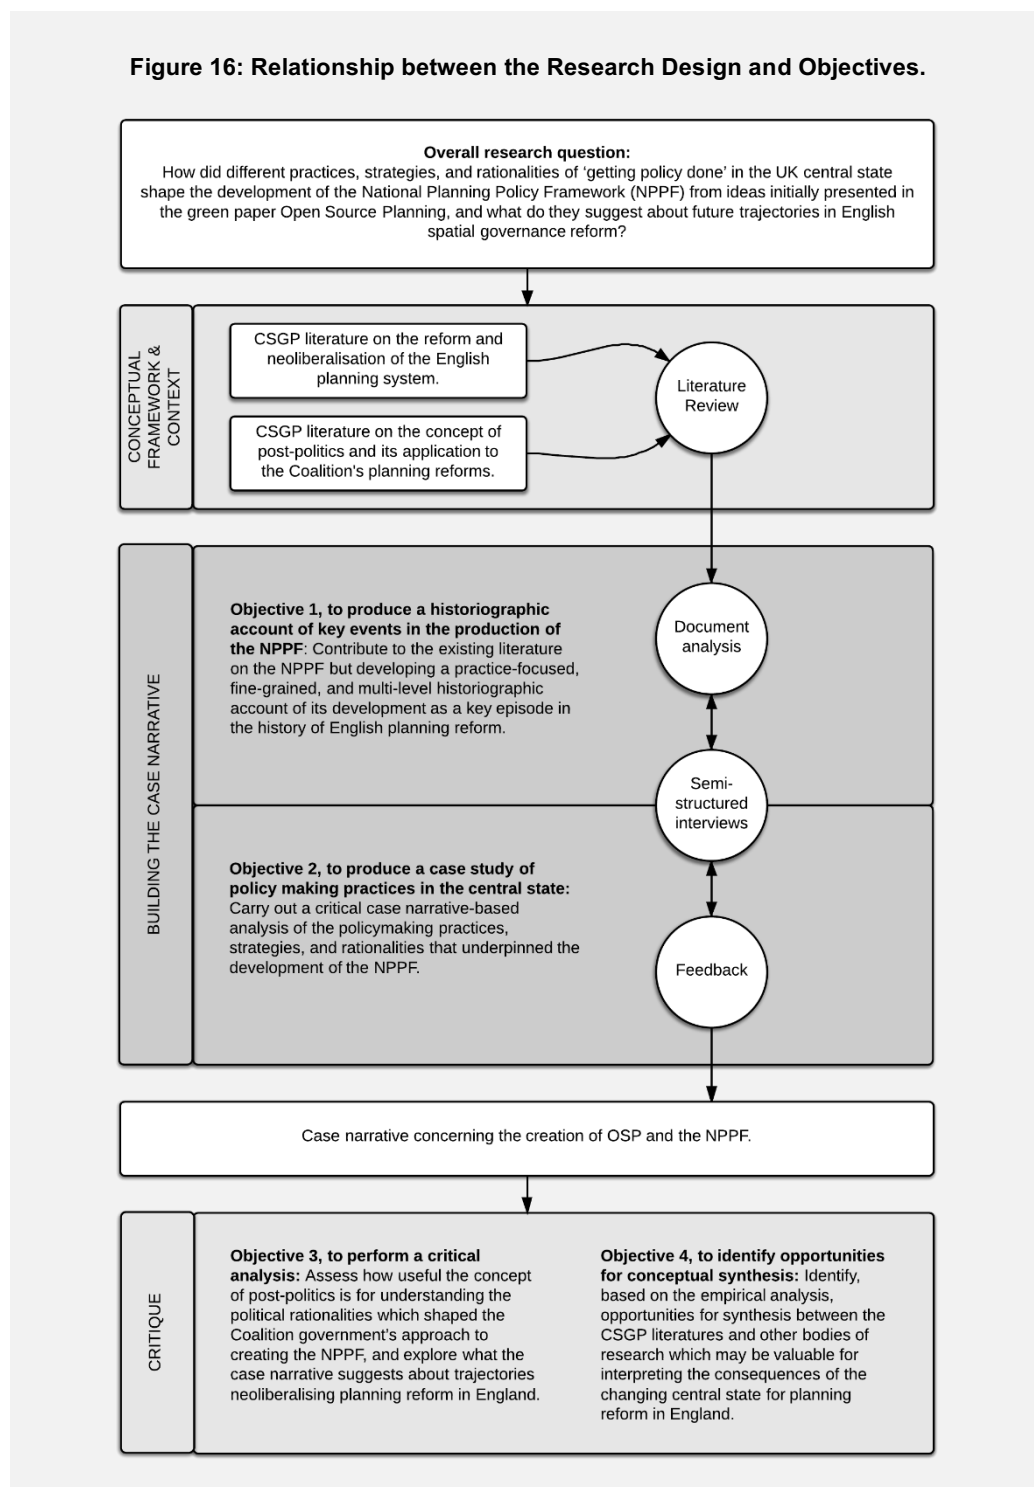 Figure 16: Relationship between the Research Design and Objectives.
Overall research question:
How did different practices, strategies, and rationalities of ‘getting policy done’ in the UK central state
shape the development of the National Planning Policy Framework (NPPF) from ideas initially presented in
the green paper Open Source Planning, and what do they suggest about future trajectories in English
spatial governance reform?
CONCEPTUAL
FRAMEWORK &
CONTEXT
CSGP literature on the reform and
neoliberalisation of the English
planning system.
CSGP literature on the concept of
post-politics and its application to
the Coalition's planning reforms.
Literature
Review
BUILDING THE CASE NARRATIVE
Objective 1, to produce a historiographic
account of key events in the production of
the NPPF: Contribute to the existing literature
on the NPPF but developing a practice-focused,
fine-grained, and multi-level historiographic
account of its development as a key episode in
the history of English planning reform.
Document
analysis
Semi-
structured
interviews
Objective 2, to produce a case study of
policy making practices in the central state:
Carry out a critical case narrative-based
analysis of the policymaking practices,
strategies, and rationalities that underpinned the
development of the NPPF.
Feedback
Case narrative concerning the creation of OSP and the NPPF.
CRITIQUE
Objective 3, to perform a critical
analysis: Assess how useful the concept
of post-politics is for understanding the
political rationalities which shaped the
Coalition government’s approach to
creating the NPPF, and explore what the
case narrative suggests about trajectories
neoliberalising planning reform in England.
Objective 4, to identify opportunities
for conceptual synthesis: Identify,
based on the empirical analysis,
opportunities for synthesis between the
CSGP literatures and other bodies of
research which may be valuable for
interpreting the consequences of the
changing central state for planning
reform in England.